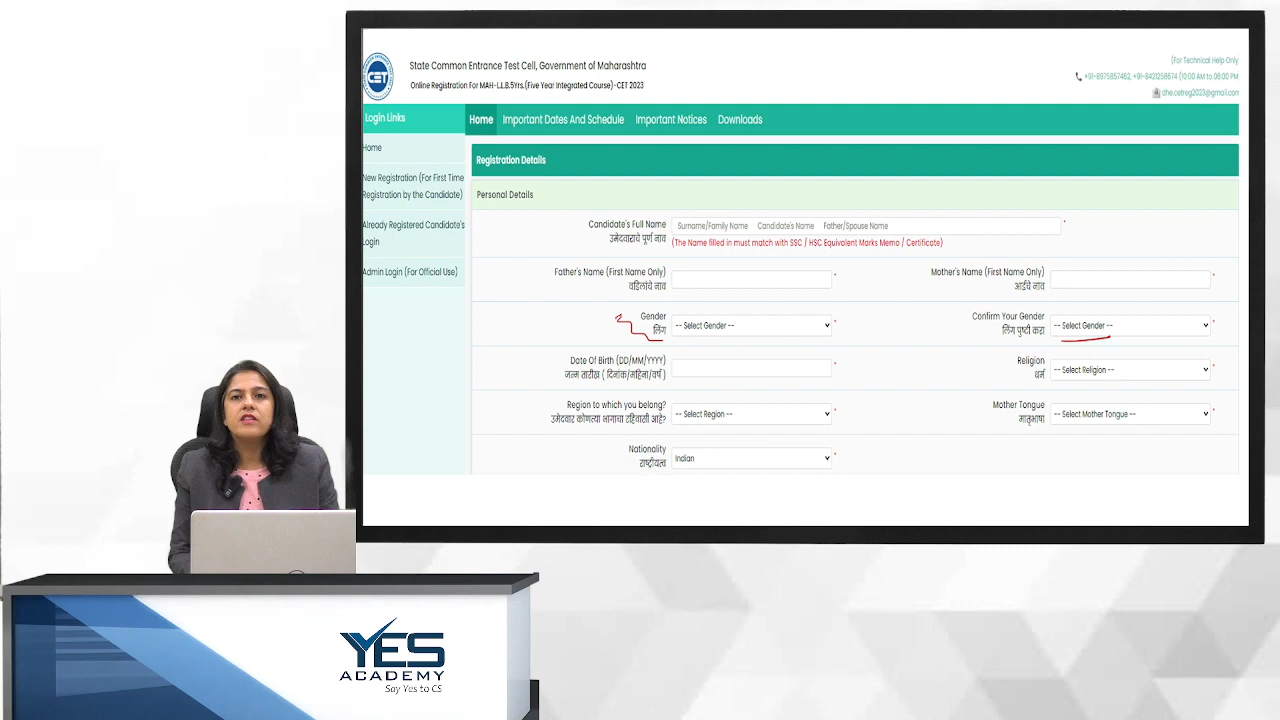 CET
State Common Entrance Test Cell, Government of Maharashtra
Online Registration For MAH-L.L.B.5Yrs.(Five Year Integrated Course)-CET 2023
(For Technical Help Only
+91-8975857462, +91-8421258674 (10:00 AM to 06:00 PM
dhe.cetreg2023@gmail.com
Login Links
Home
Important Dates And Schedule
Important Notices
Downloads
Home
New Registration (For First Time
Registration by the Candidate)
Already Registered Candidate's
Login
Admin Login (For Official Use)
Registration Details
Personal Details
Candidate's Full Name
उमेदवाराचे पूर्ण नाव
Surname/Family Name Candidate's Name Father/Spouse Name *
(The Name filled in must match with SSC / HSC Equivalent Marks Memo / Certificate)
Father's Name (First Name Only)
वडिलांचे नाव
*
Mother's Name (First Name Only)
आईचे नाव
*
Gender
लिंग
-- Select Gender -- *
Confirm Your Gender
लिंग पुष्टी करा
-- Select Gender -- *
Date Of Birth (DD/MM/YYYY)
जन्म तारीख ( दिनांक/महिना/वर्ष )
*
Religion
धर्म
-- Select Religion -- *
Region to which you belong?
उमेदवार कोणत्या भागाचा रहिवासी आहे?
-- Select Region -- *
Mother Tongue
मातृभाषा
-- Select Mother Tongue -- *
Nationality
राष्ट्रीयत्व
Indian *
YES
ACADEMY
Say Yes to CS